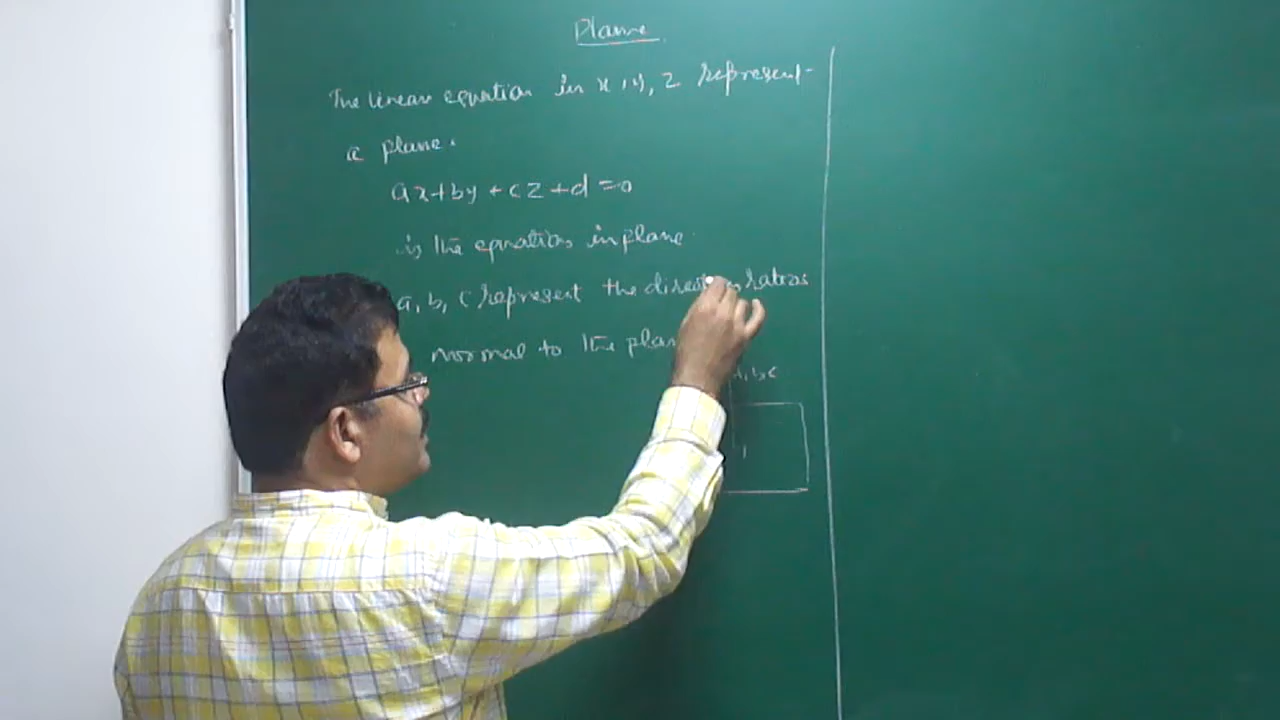 Plane
The linear equation in x, y, z represent
a plane.
ax+by+cz+d=0
is the equation in plane
a, b, c represent the direction ratios
normal to the plan
a, b, c